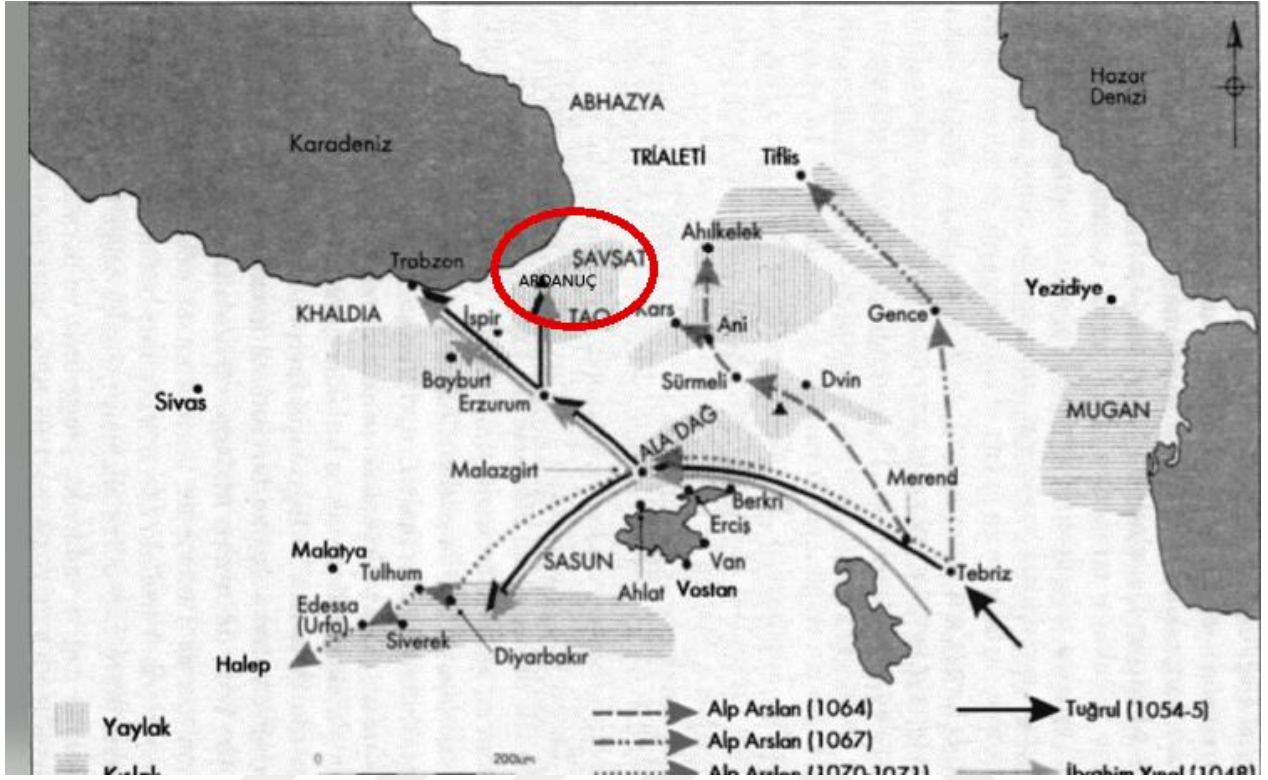 Hazar
Denizi
ABHAZYA
Karadeniz
TRİALETİ
Tiflis
Ahılkelek
ŞAVŞAT
ARDANUÇ
Trabzon
TAO
Kars
Ani
Yezidiye
Gence
KHALDIA
İspir
Bayburt
Erzurum
Sürmeli
Dvin
MUGAN
Sivas
ALA DAĞ
Malazgirt
Merend
Berkri
Erciş
Van
Malatya
Tulhum
SASUN
Ahlat
Vostan
Tebriz
Edessa
(Urfa)
Siverek
Diyarbakır
Halep
Yaylak
Kışlak
0
Alp Arslan (1064)
Tuğrul (1054-5)
Alp Arslan (1067)
Alp Arslan (1070-1071)
İbrahim Yınal (1048)